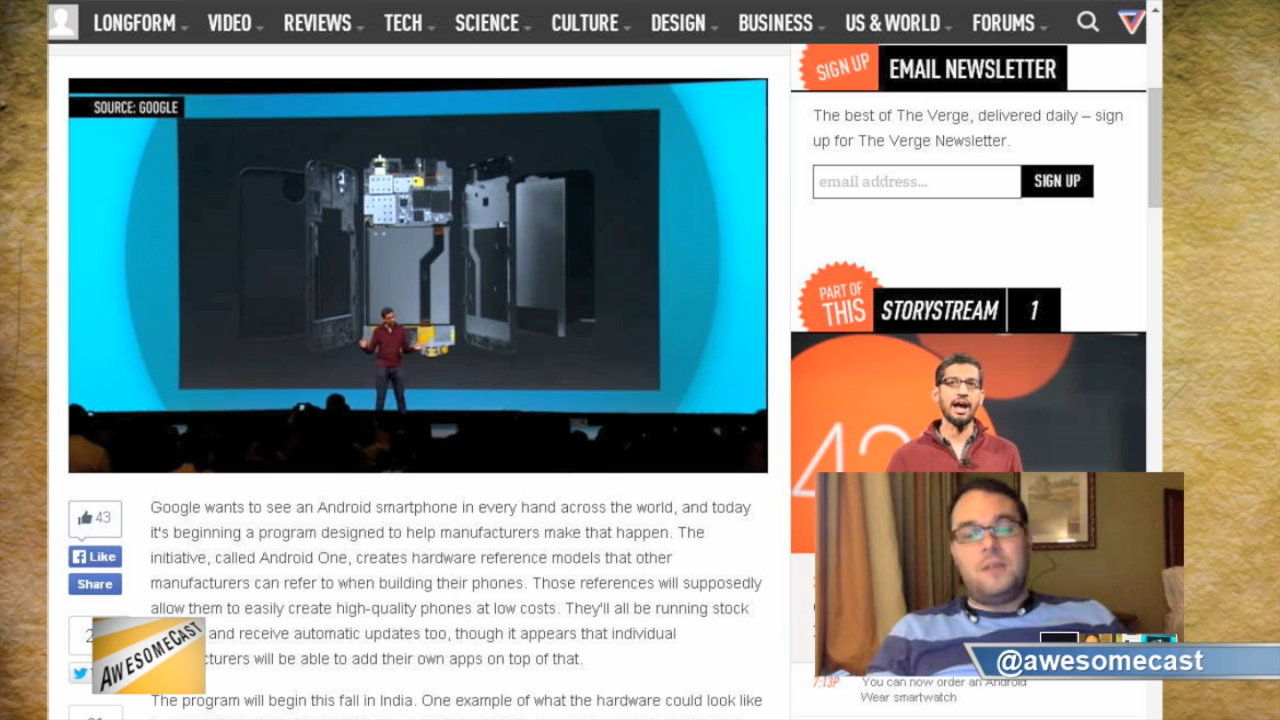 LONGFORM VIDEO REVIEWS TECH SCIENCE CULTURE DESIGN BUSINESS US & WORLD FORUMS
SOURCE: GOOGLE
43
Like
Share
Google wants to see an Android smartphone in every hand across the world, and today
it's beginning a program designed to help manufacturers make that happen. The
initiative, called Android One, creates hardware reference models that other
manufacturers can refer to when building their phones. Those references will supposedly
allow them to easily create high-quality phones at low costs. They'll all be running stock
and receive automatic updates too, though it appears that individual
cturers will be able to add their own apps on top of that.
The program will begin this fall in India. One example of what the hardware could look like
AWESOMECAST
SIGN UP EMAIL NEWSLETTER
The best of The Verge, delivered daily – sign
up for The Verge Newsletter.
email address... SIGN UP
PART OF
THIS STORYSTREAM 1
7:13P You can now order an Android
Wear smartwatch
@awesomecast